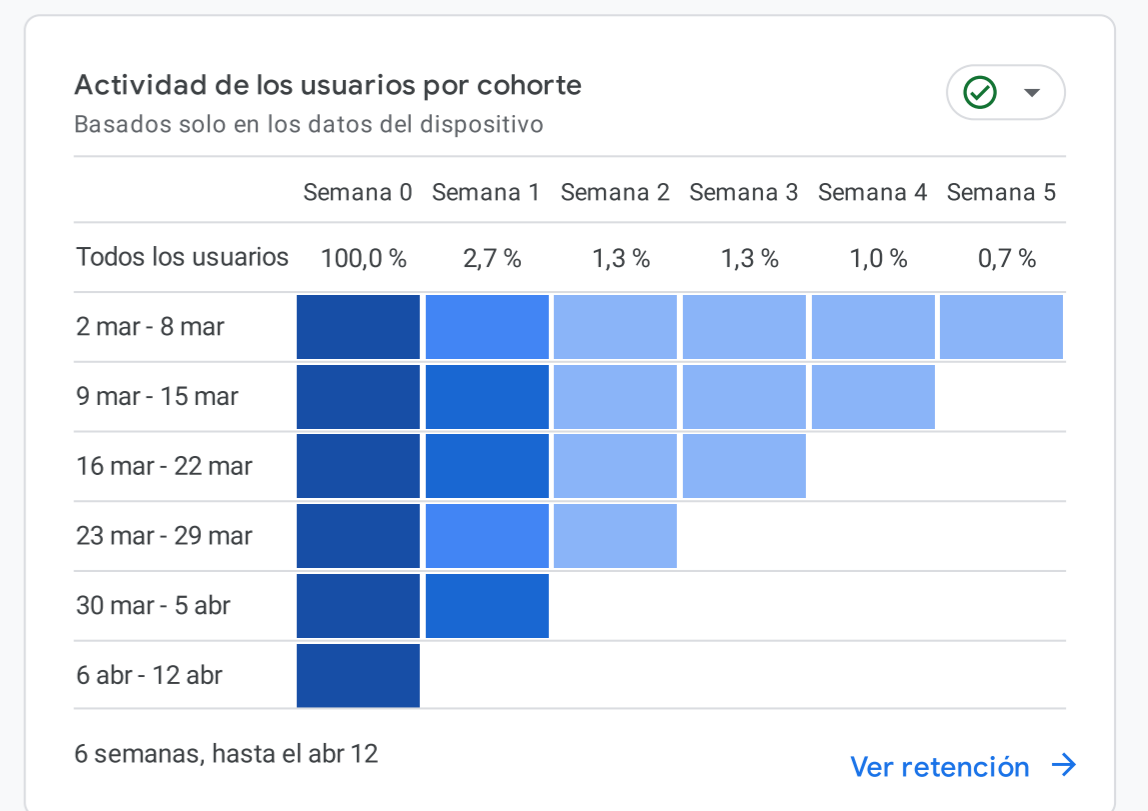 Actividad de los usuarios por cohorte
Basados solo en los datos del dispositivo
Semana 0 Semana 1 Semana 2 Semana 3 Semana 4 Semana 5
Todos los usuarios 100,0 % 2,7 % 1,3 % 1,3 % 1,0 % 0,7 %
2 mar - 8 mar
9 mar - 15 mar
16 mar - 22 mar
23 mar - 29 mar
30 mar - 5 abr
6 abr - 12 abr
6 semanas, hasta el abr 12
Ver retención